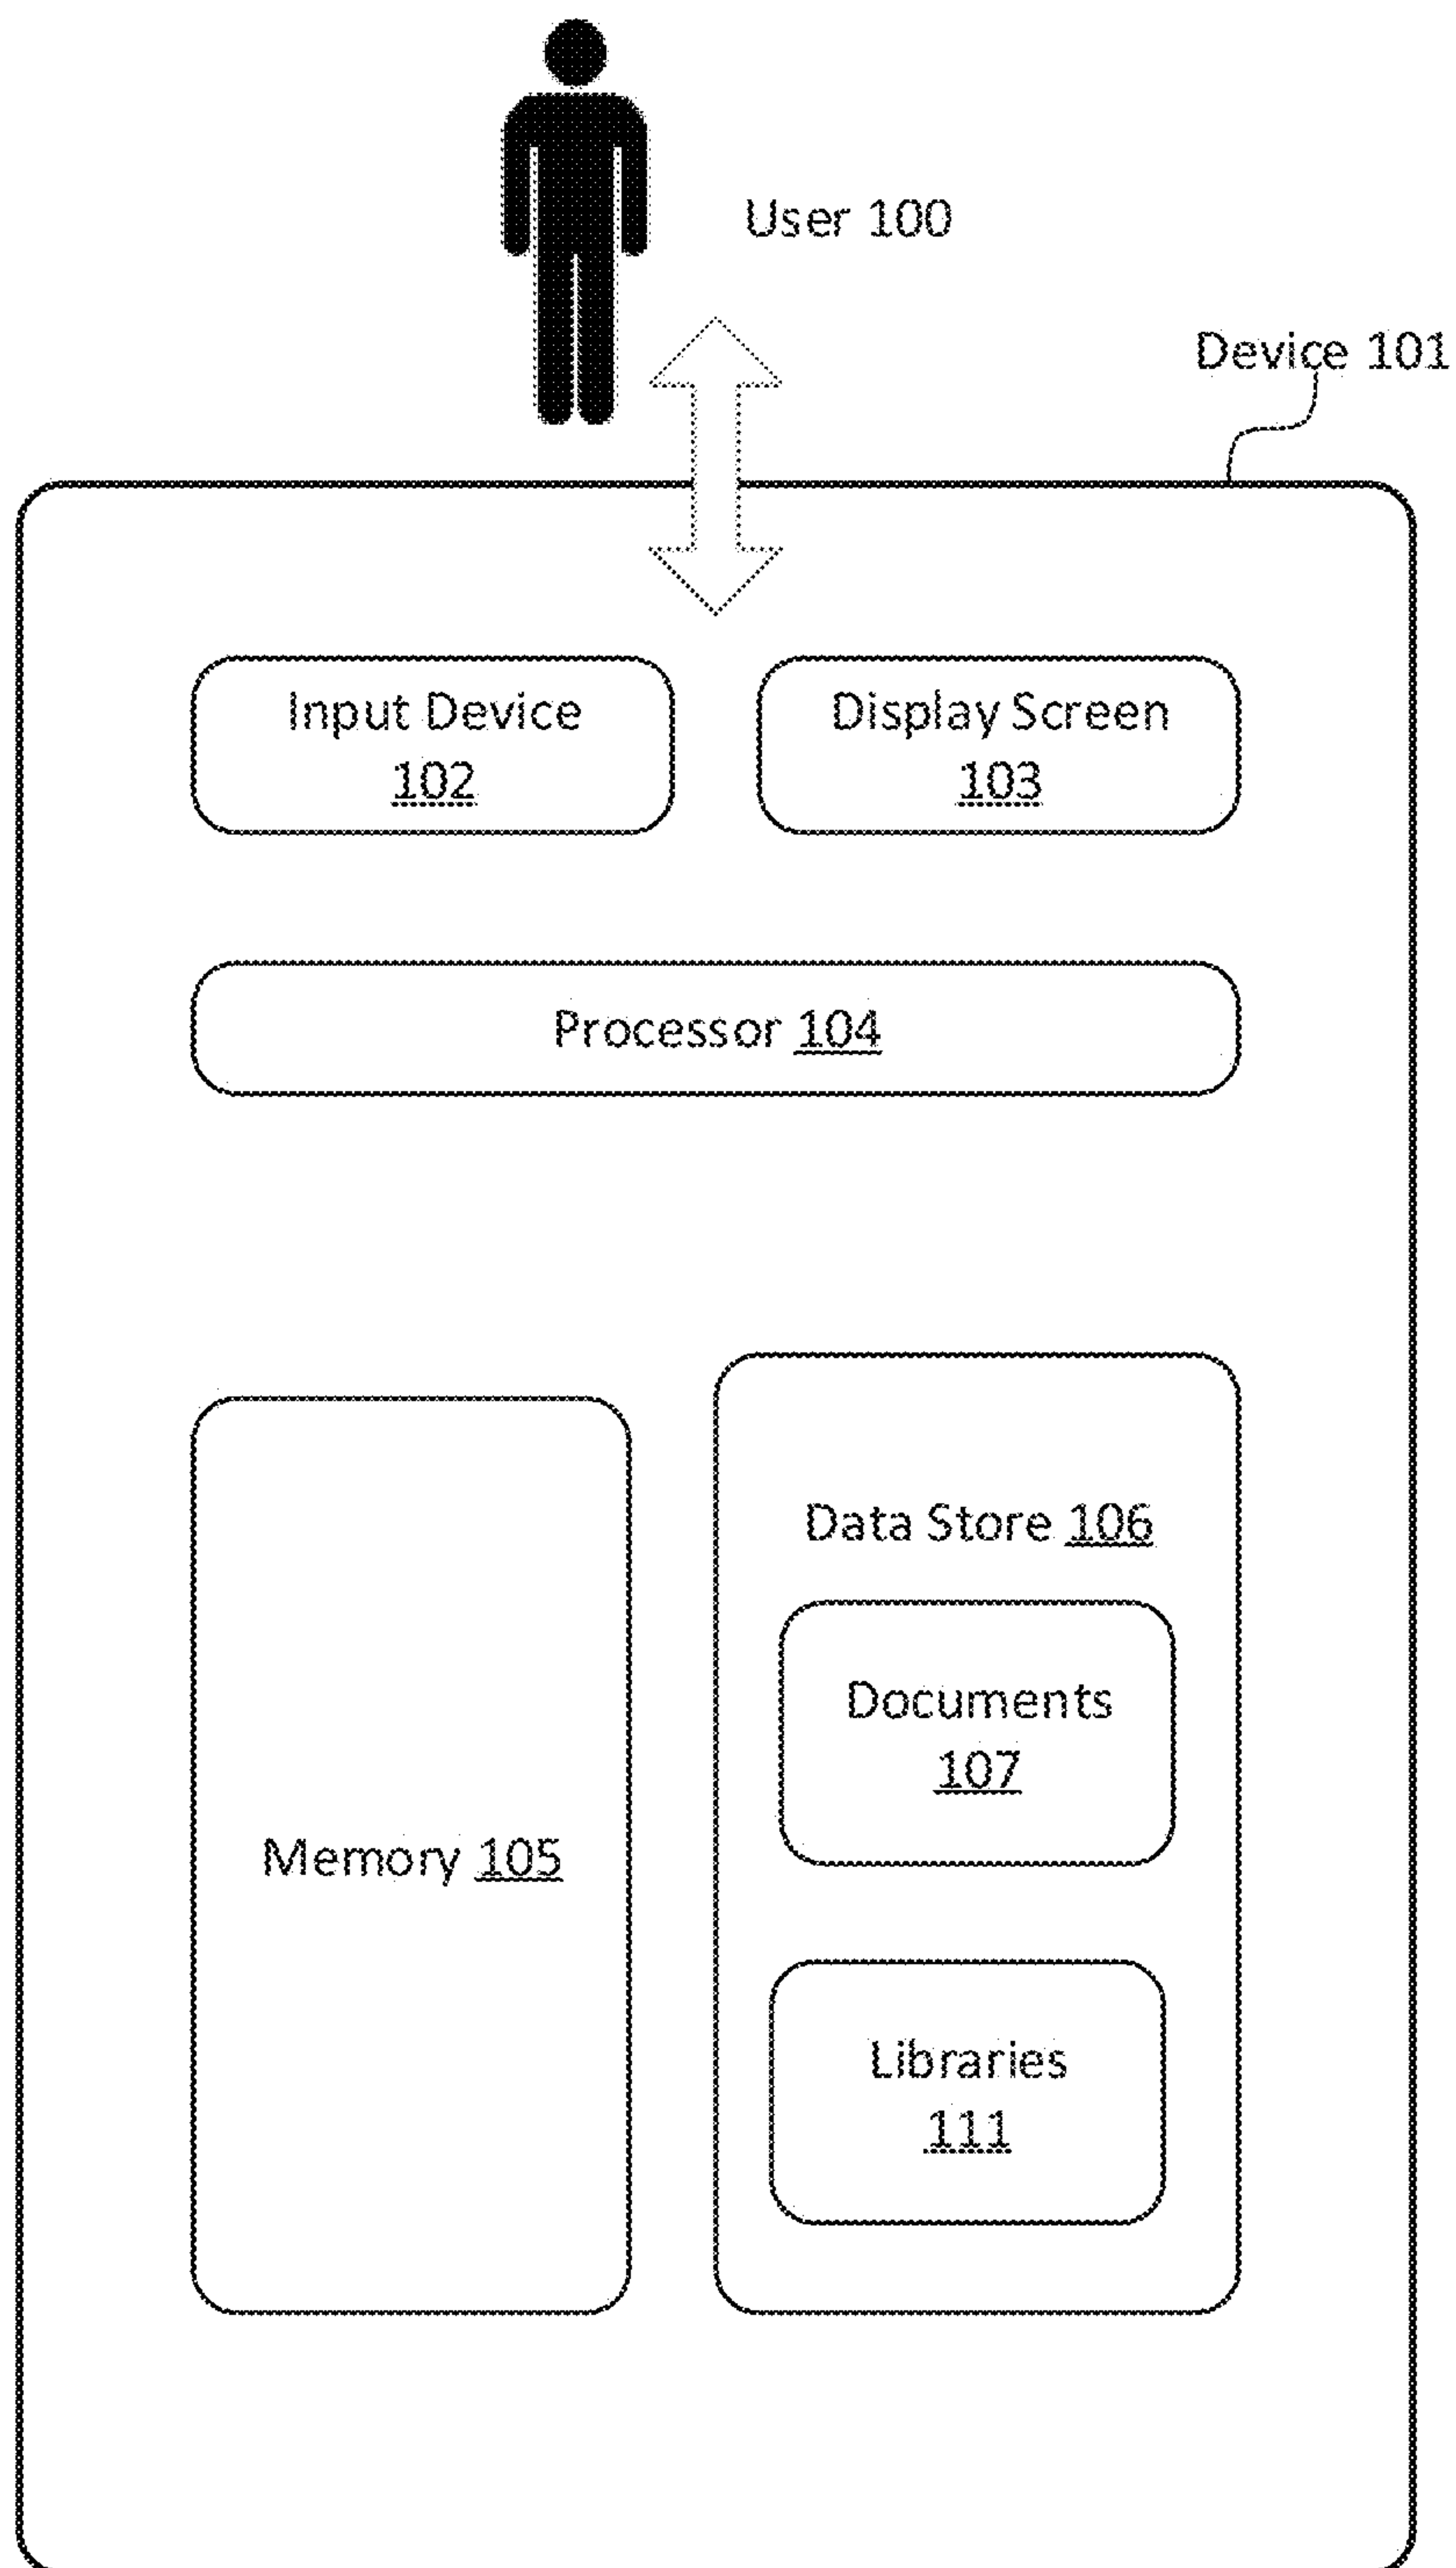 User 100
Device 101
Input Device
102
Display Screen
103
Processor 104
Data Store 106
Documents
107
Memory 105
Libraries
111